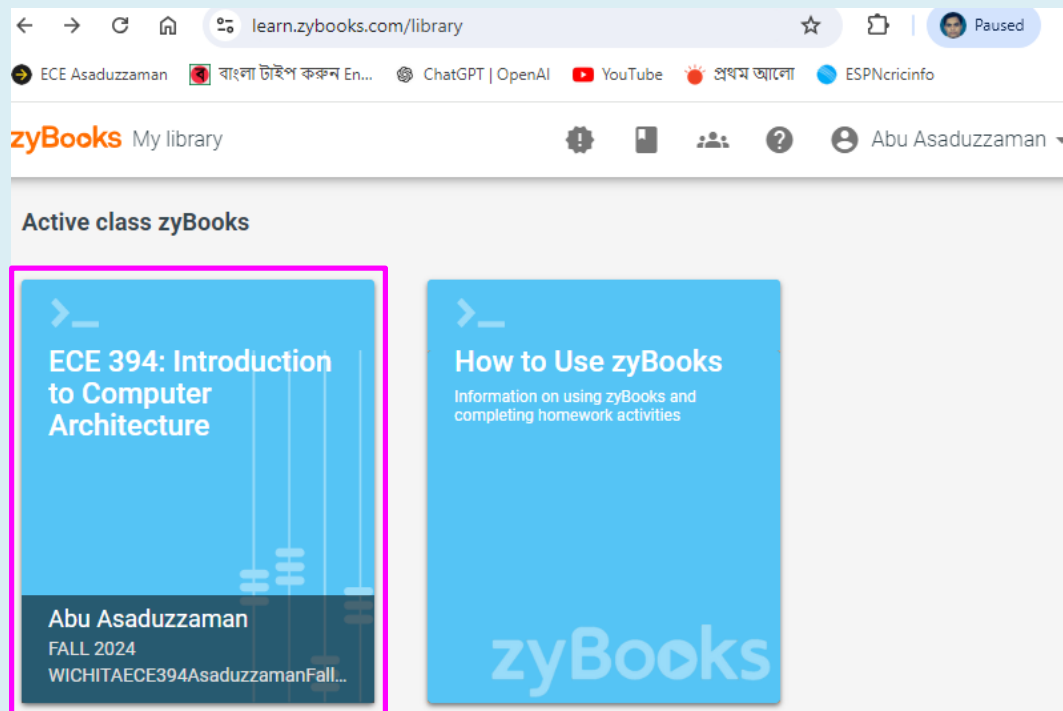 learn.zybooks.com/library
Paused
ECE Asaduzzaman
বাংলা টাইপ করুন En...
ChatGPT | OpenAI
YouTube
প্রথম আলো
ESPNcricinfo
zyBooks My library
Abu Asaduzzaman
Active class zyBooks
ECE 394: Introduction
to Computer
Architecture
Abu Asaduzzaman
FALL 2024
WICHITAECE394AsaduzzamanFall...
How to Use zyBooks
Information on using zyBooks and
completing homework activities
zyBooks